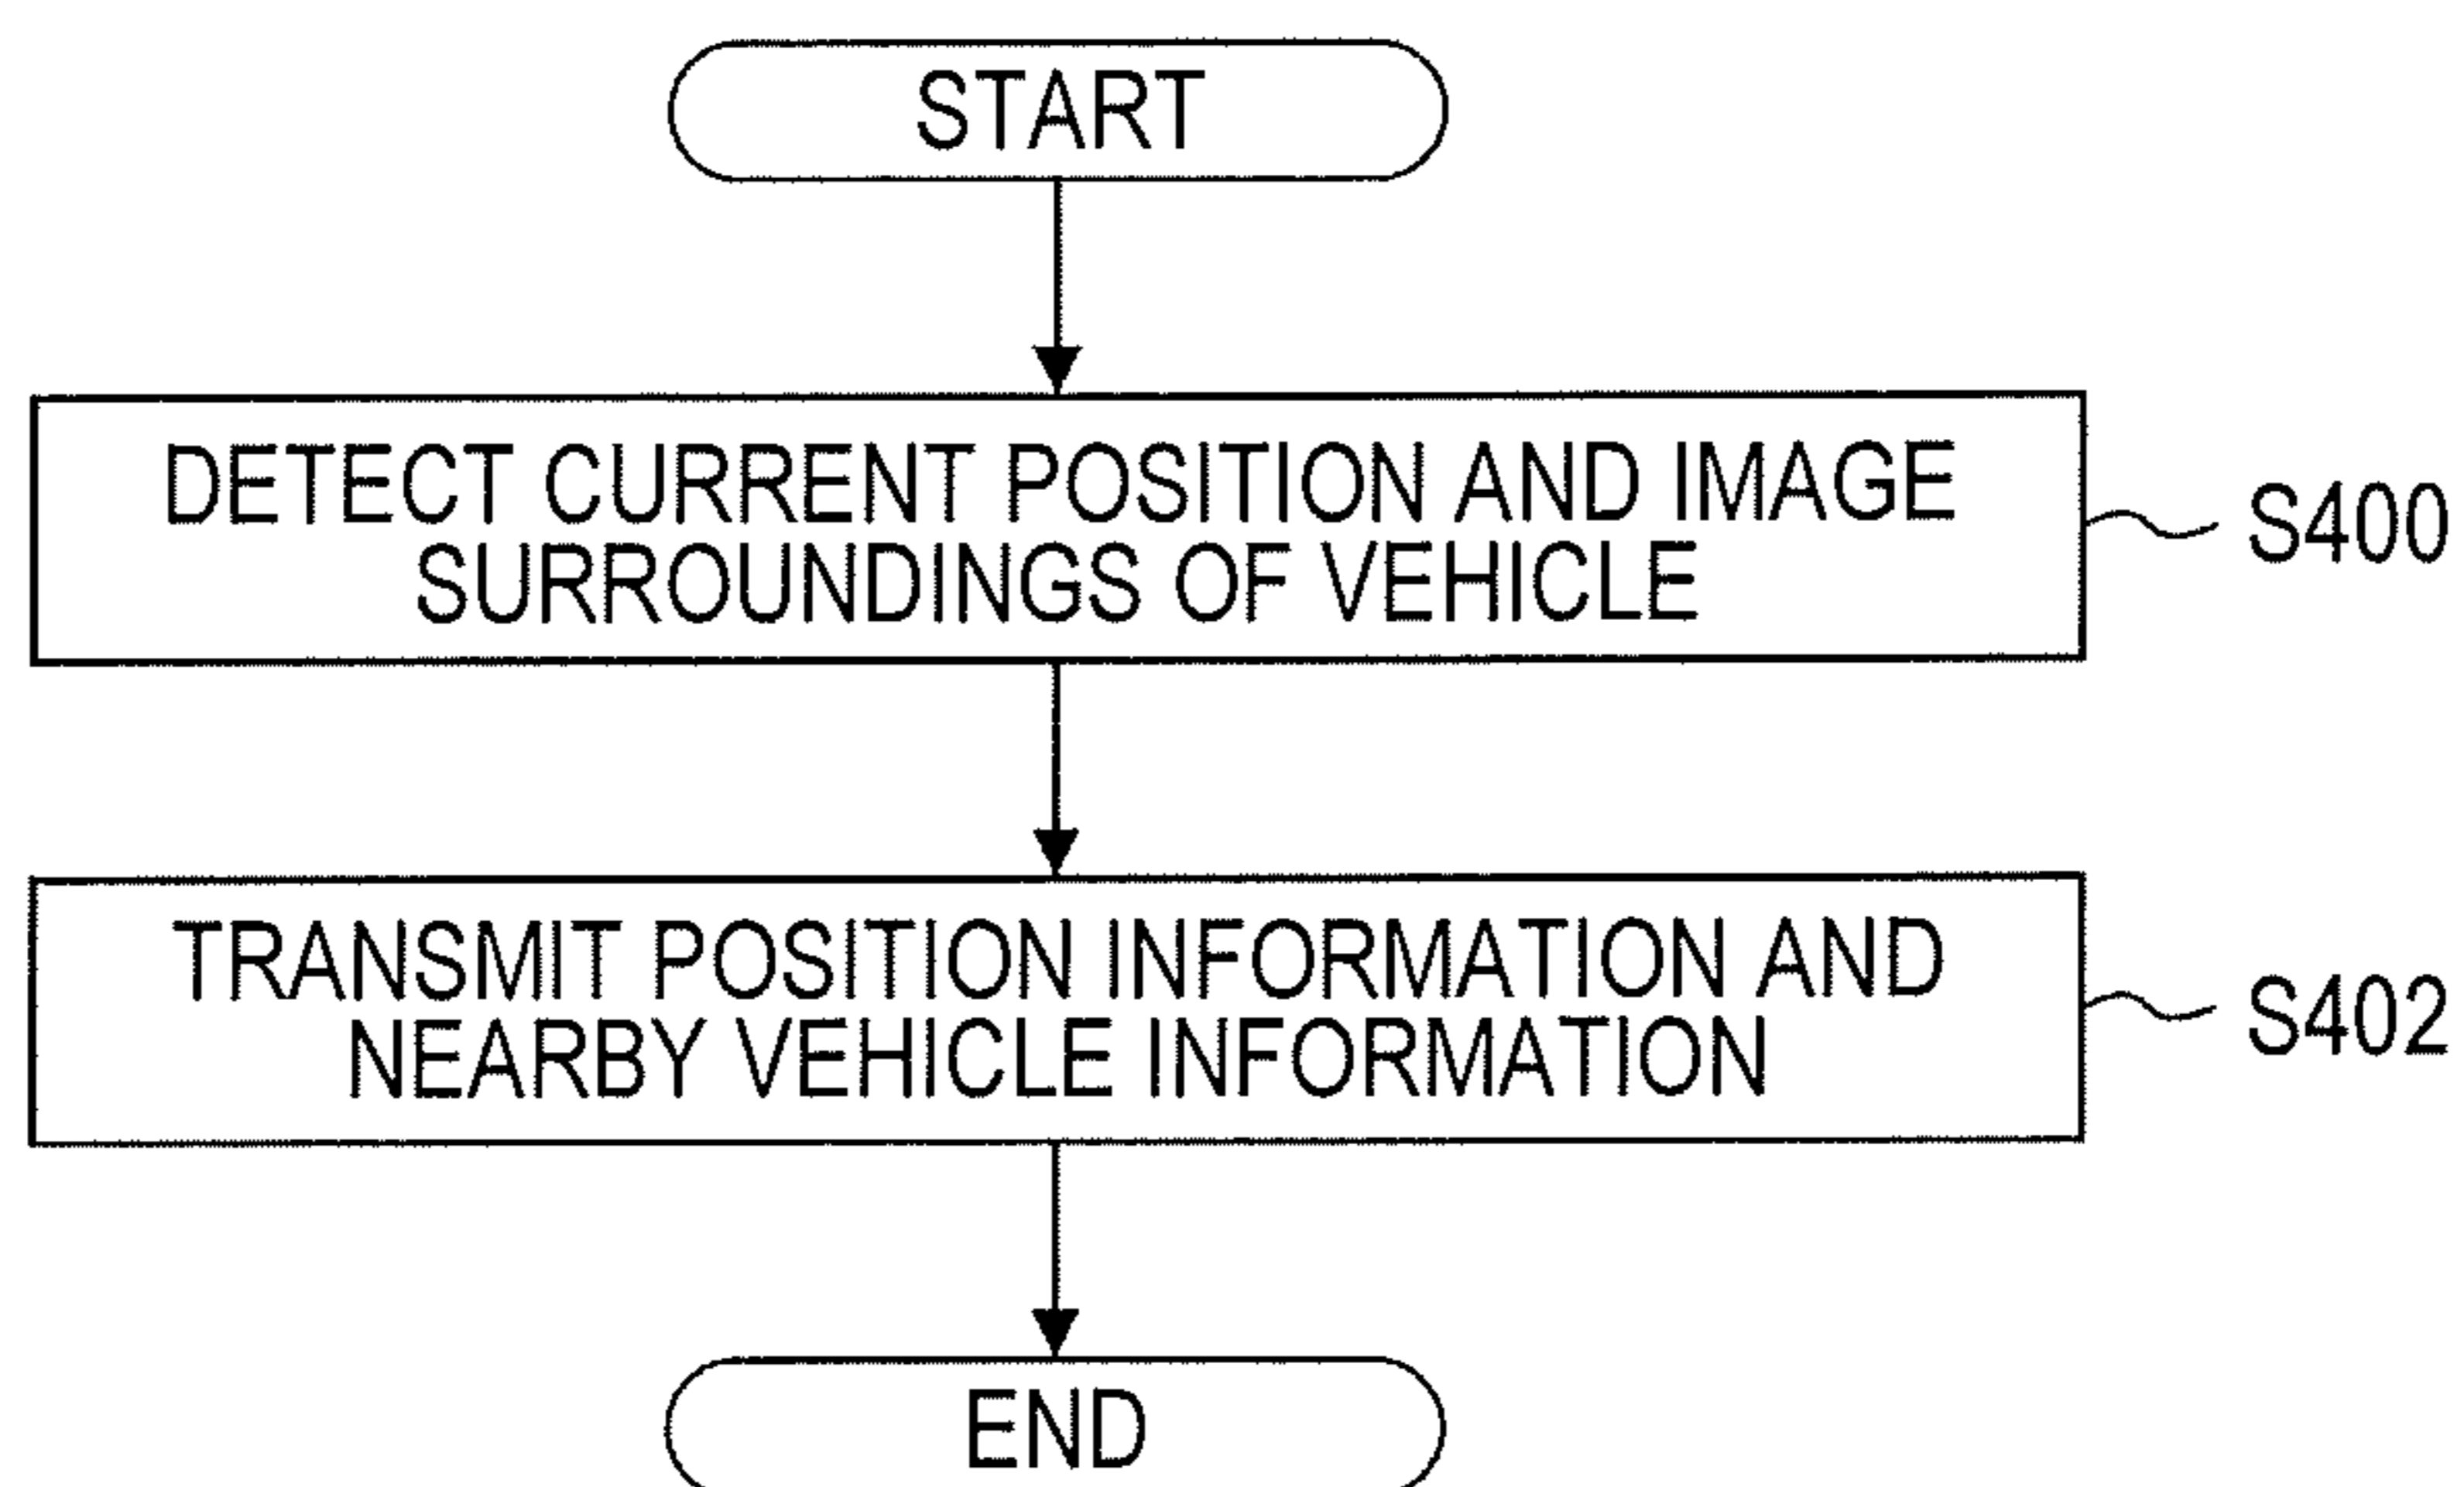 START
DETECT CURRENT POSITION AND IMAGE
SURROUNDINGS OF VEHICLE
S400
TRANSMIT POSITION INFORMATION AND
NEARBY VEHICLE INFORMATION
S402
END